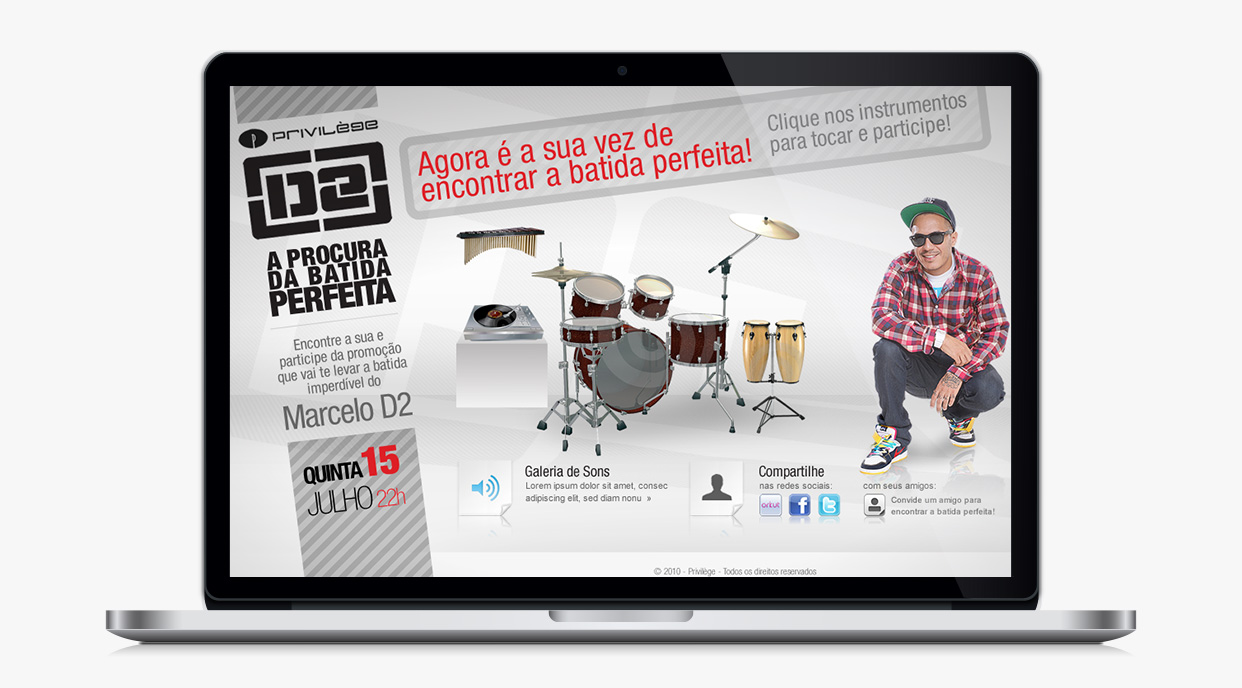 PRIVILÈGE
D2
A PROCURA
DA BATIDA
PERFEITA
Encontre a sua e
participe da promoção
que vai te levar a batida
imperdível do
Marcelo D2
QUINTA 15
JULHO 22h
Agora é a sua vez de
encontrar a batida perfeita!
Clique nos instrumentos
para tocar e participe!
Galeria de Sons
Lorem ipsum dolor sit amet, consec
adipiscing elit, sed diam nonu »
Compartilhe
nas redes sociais:
orkut
f
t
com seus amigos:
Convide um amigo para
encontrar a batida perfeita!
© 2010 - Privilège - Todos os direitos reservados